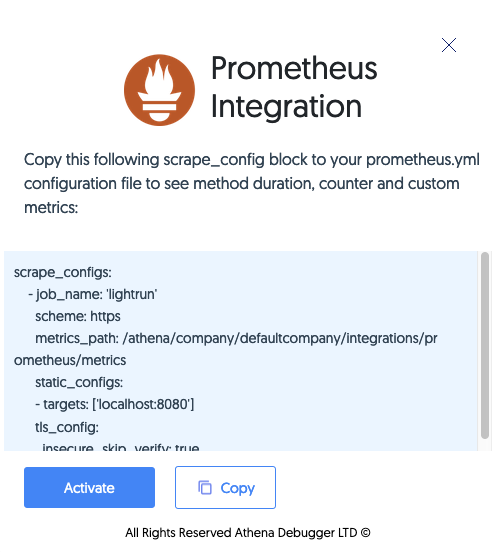 Prometheus
Integration
Copy this following scrape_config block to your prometheus.yml
configuration file to see method duration, counter and custom
metrics:
scrape_configs:
- job_name: 'lightrun'
scheme: https
metrics_path: /athena/company/defaultcompany/integrations/pr
ometheus/metrics
static_configs:
- targets: ['localhost:8080']
tls_config:
insecure_skip_verify: true
Activate
Copy
All Rights Reserved Athena Debugger LTD ©